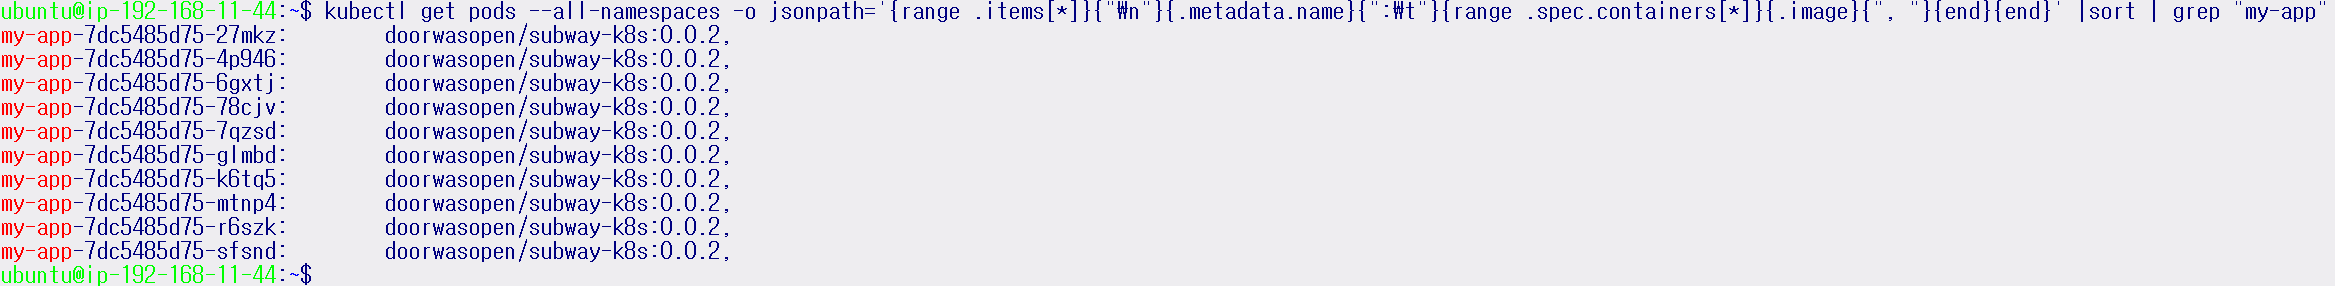 ubuntu@ip-192-168-11-44:~$ kubectl get pods --all-namespaces -o jsonpath='{range .items[*]}{"₩n"}{.metadata.name}{":₩t"}{range .spec.containers[*]}{.image}{", "}{end}{end}' |sort | grep "my-app"
my-app-7dc5485d75-27mkz: doorwasopen/subway-k8s:0.0.2,
my-app-7dc5485d75-4p946: doorwasopen/subway-k8s:0.0.2,
my-app-7dc5485d75-6gxtj: doorwasopen/subway-k8s:0.0.2,
my-app-7dc5485d75-78cjv: doorwasopen/subway-k8s:0.0.2,
my-app-7dc5485d75-7qzsd: doorwasopen/subway-k8s:0.0.2,
my-app-7dc5485d75-glmbd: doorwasopen/subway-k8s:0.0.2,
my-app-7dc5485d75-k6tq5: doorwasopen/subway-k8s:0.0.2,
my-app-7dc5485d75-mtnp4: doorwasopen/subway-k8s:0.0.2,
my-app-7dc5485d75-r6szk: doorwasopen/subway-k8s:0.0.2,
my-app-7dc5485d75-sfsnd: doorwasopen/subway-k8s:0.0.2,
ubuntu@ip-192-168-11-44:~$